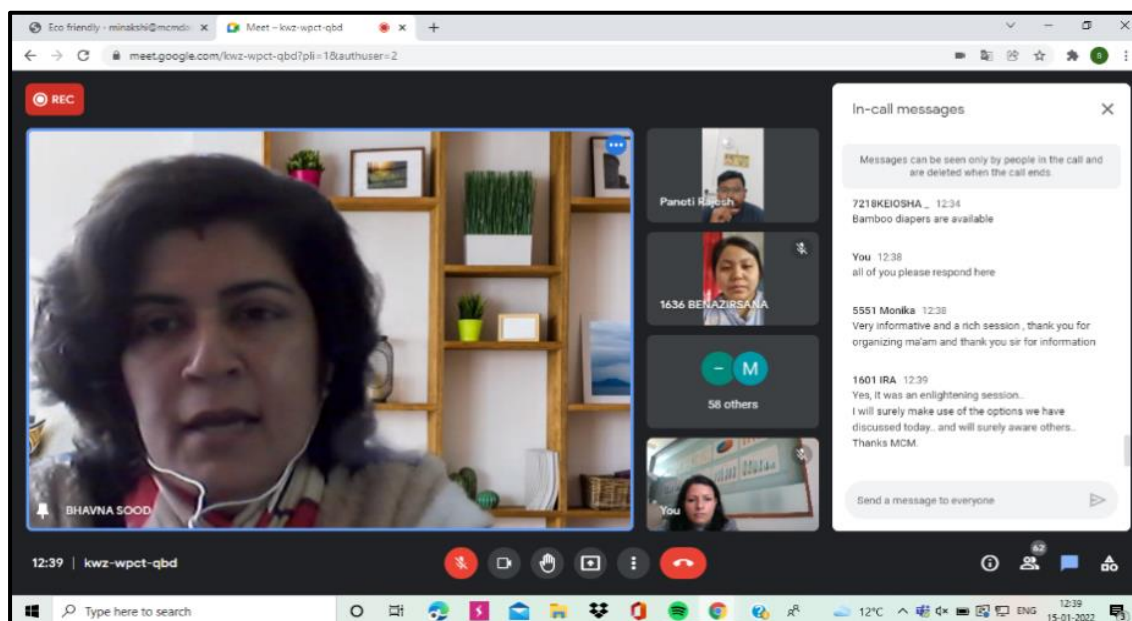 Eco friendly - minakshi@mcmda
Meet – kwz-wpct-qbd
meet.google.com/kwz-wpct-qbd?pli=1&authuser=2
REC
BHAVNA SOOD
Paneti Rajesh
1636 BENAZIRSANA
M
58 others
You
In-call messages
Messages can be seen only by people in the call and
are deleted when the call ends.
7218KEIOSHA _ 12:34
Bamboo diapers are available
You 12:38
all of you please respond here
5551 Monika 12:38
Very informative and a rich session , thank you for
organizing ma'am and thank you sir for information
1601 IRA 12:39
Yes, It was an enlightening session..
I will surely make use of the options we have
discussed today.. and will surely aware others..
Thanks MCM.
Send a message to everyone
12:39 | kwz-wpct-qbd
62
Type here to search
12°C
ENG
12:39
15-01-2022